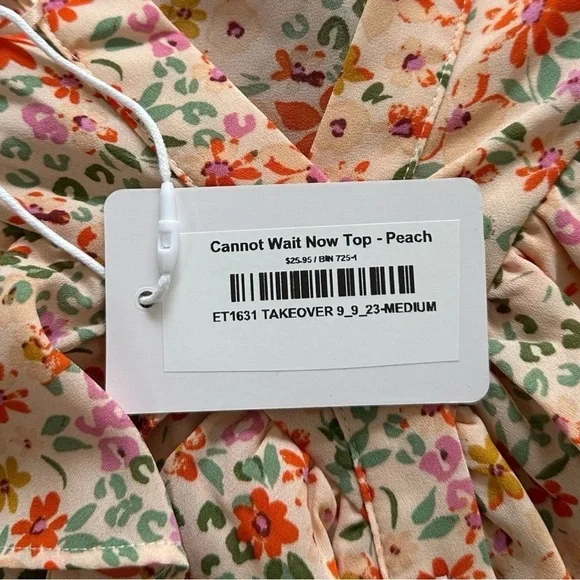 Cannot Wait Now Top - Peach
$25.95 / BIN 725-1
ET1631 TAKEOVER 9_9_23-MEDIUM